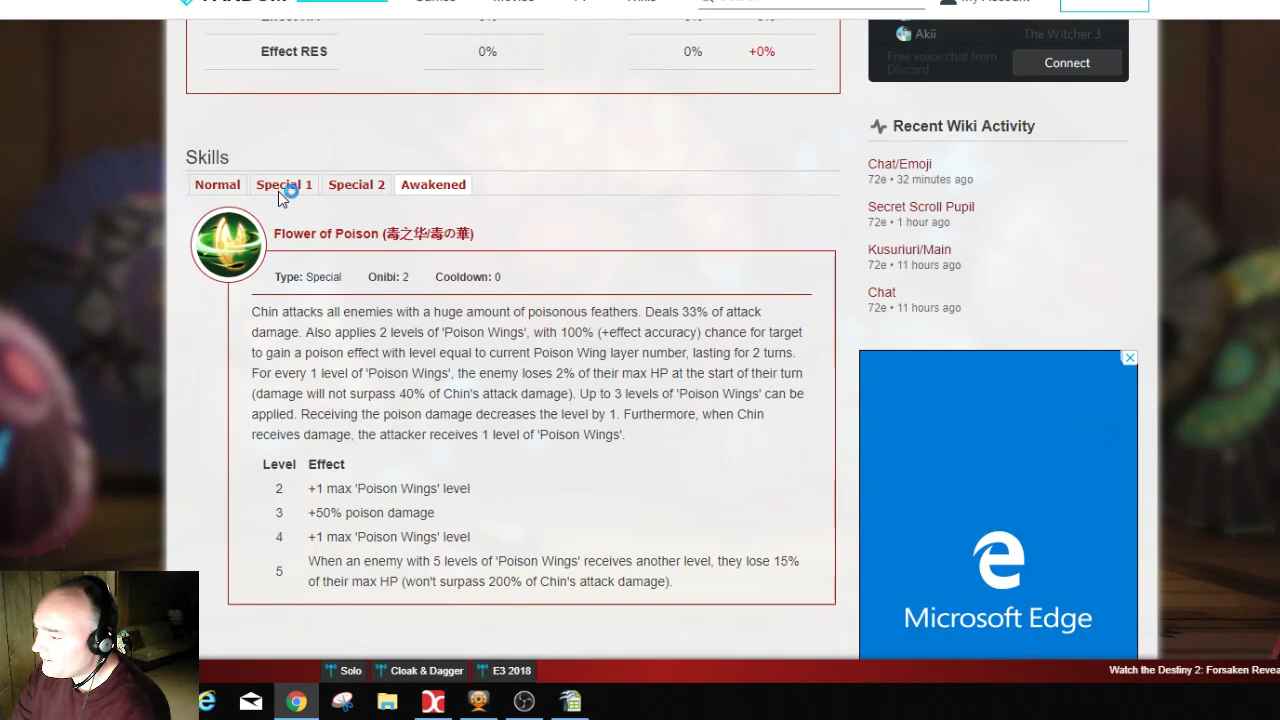 Effect RES 0% 0% +0%
Akii The Witcher 3
Free voice chat from
Discord
Connect
Skills
Normal Special 1 Special 2 Awakened
Flower of Poison (毒之华/毒の華)
Type: Special Onibi: 2 Cooldown: 0
Chin attacks all enemies with a huge amount of poisonous feathers. Deals 33% of attack
damage. Also applies 2 levels of 'Poison Wings', with 100% (+effect accuracy) chance for target
to gain a poison effect with level equal to current Poison Wing layer number, lasting for 2 turns.
For every 1 level of 'Poison Wings', the enemy loses 2% of their max HP at the start of their turn
(damage will not surpass 40% of Chin's attack damage). Up to 3 levels of 'Poison Wings' can be
applied. Receiving the poison damage decreases the level by 1. Furthermore, when Chin
receives damage, the attacker receives 1 level of 'Poison Wings'.
Level Effect
2 +1 max 'Poison Wings' level
3 +50% poison damage
4 +1 max 'Poison Wings' level
5 When an enemy with 5 levels of 'Poison Wings' receives another level, they lose 15%
of their max HP (won't surpass 200% of Chin's attack damage).
Recent Wiki Activity
Chat/Emoji
72e • 32 minutes ago
Secret Scroll Pupil
72e • 1 hour ago
Kusuriuri/Main
72e • 11 hours ago
Chat
72e • 11 hours ago
Microsoft Edge
Solo Cloak & Dagger E3 2018
Watch the Destiny 2: Forsaken Revea